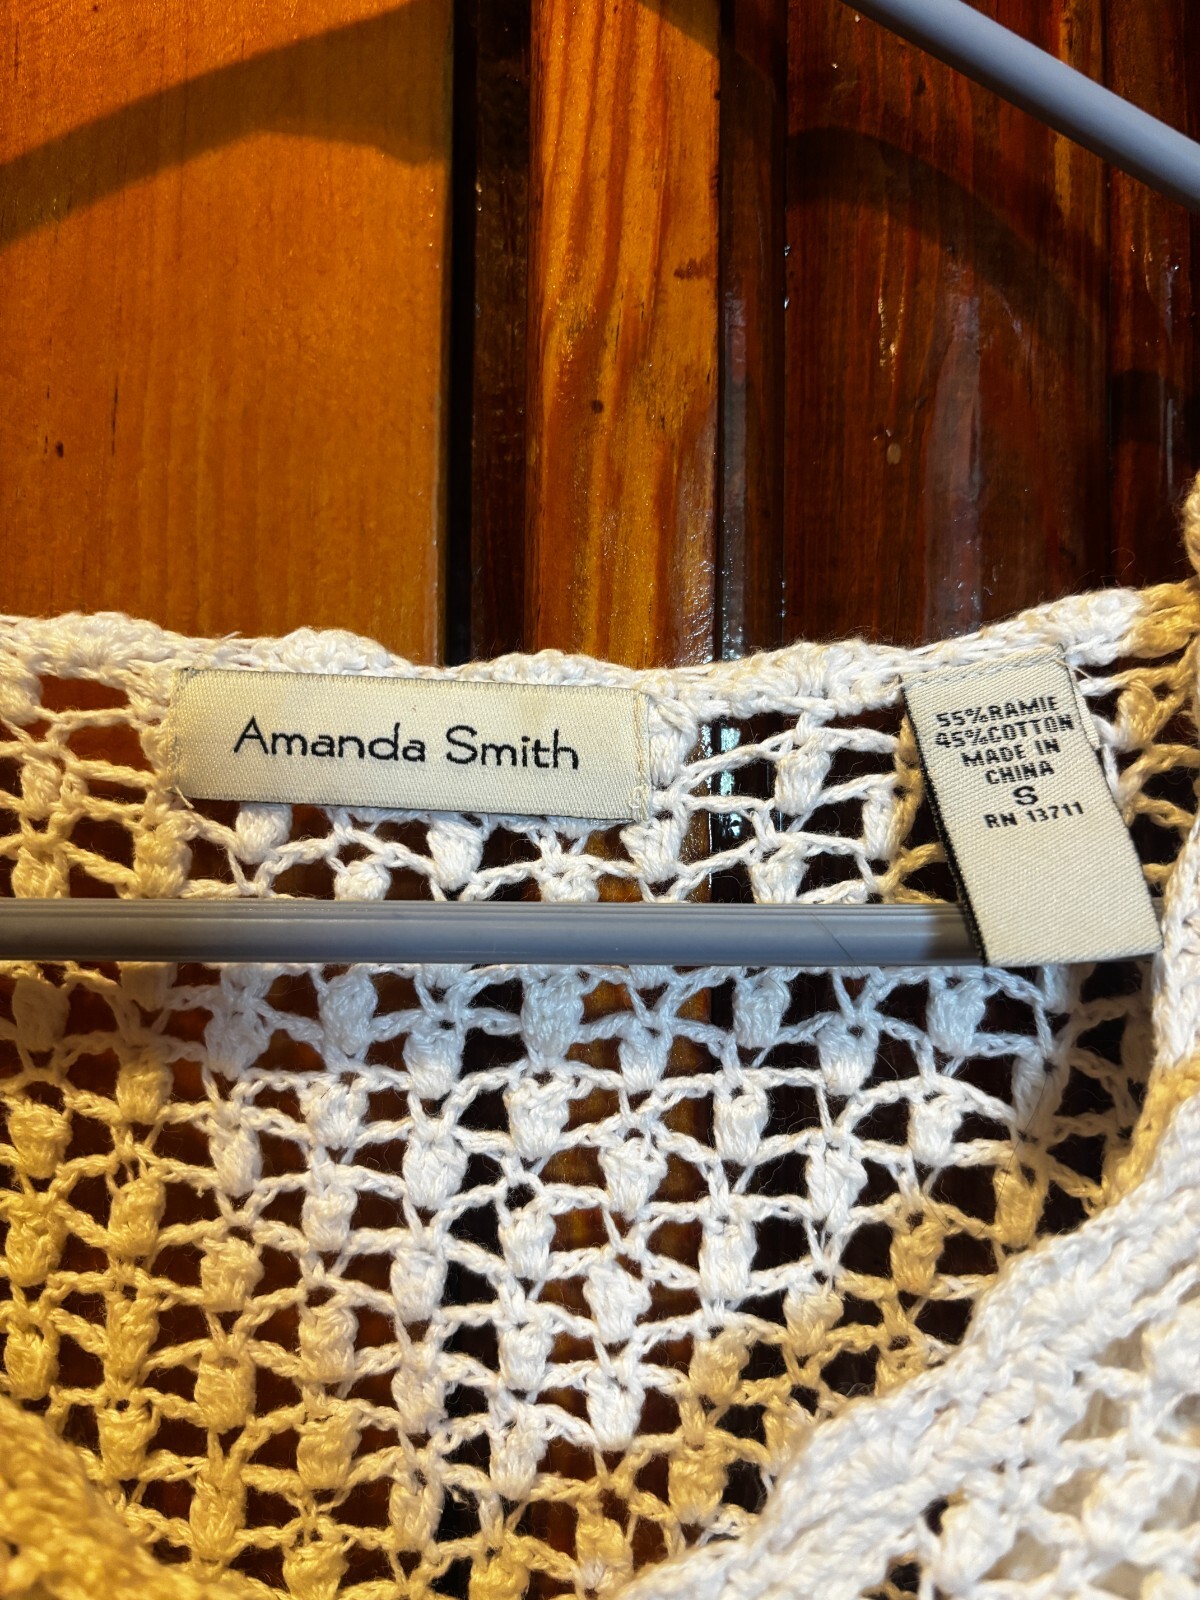 Amanda Smith
55%RAMIE
45%COTTON
MADE IN
CHINA
S
RN 13711